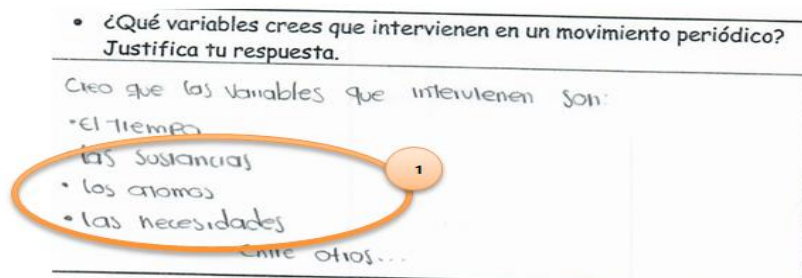 • ¿Qué variables crees que intervienen en un movimiento periódico?
Justifica tu respuesta.
Creo que las variables que intervienen son:
•El tiempo
las sustancias
• los atomos
• las necesidades
Entre otros...
1